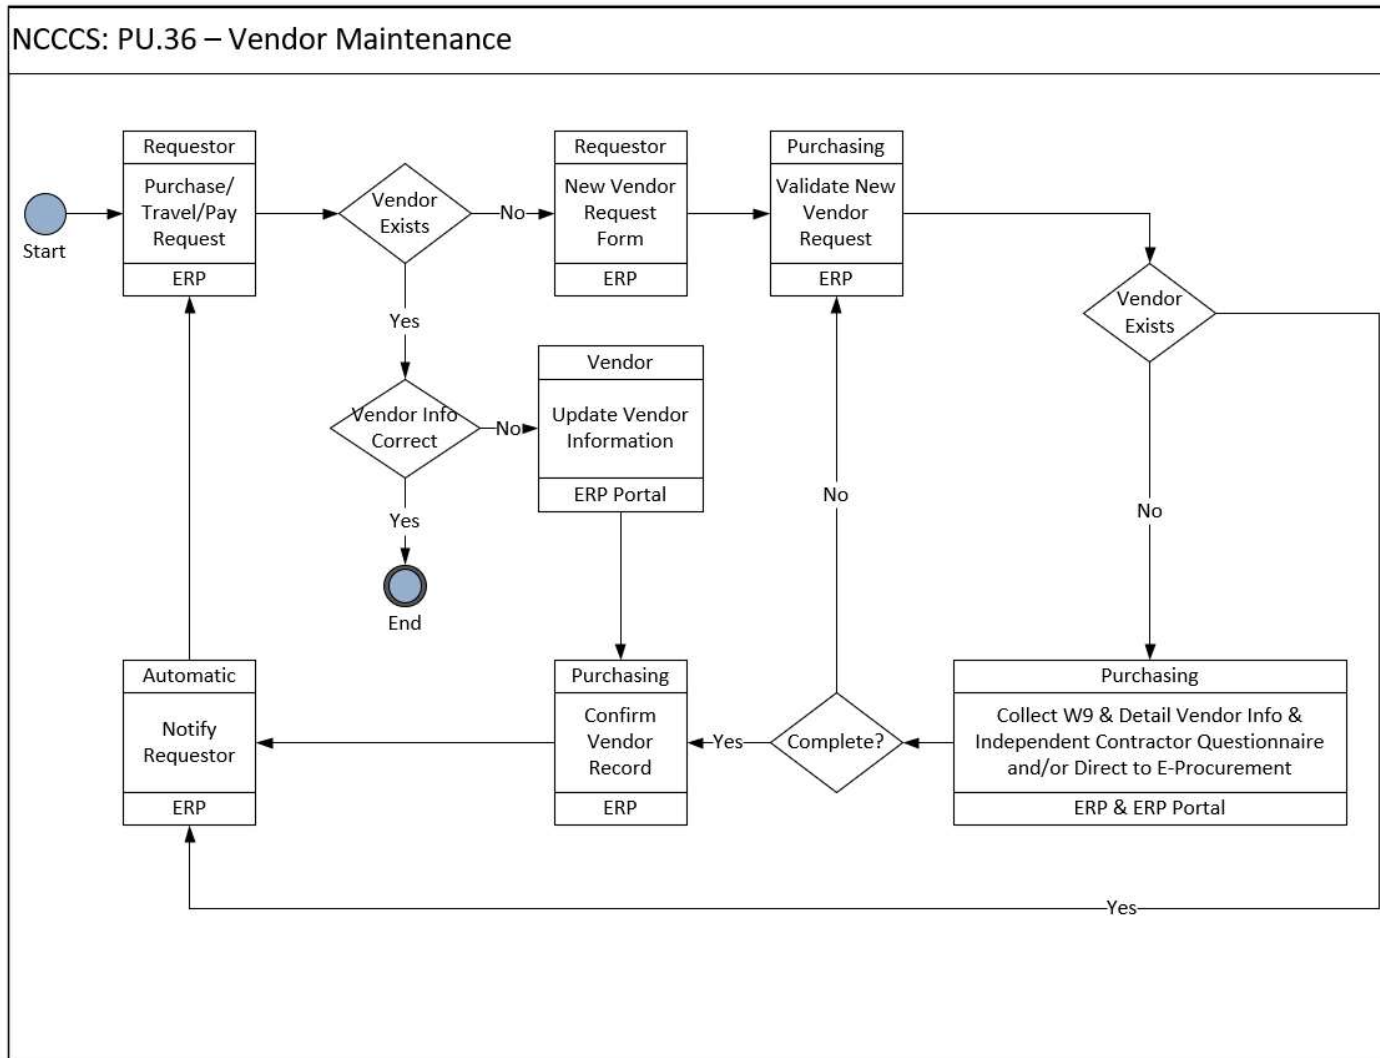 NCCCS: PU.36 – Vendor Maintenance
Requestor
Purchase/
Travel/Pay
Request
ERP
Start
Vendor
Exists
No
Requestor
New Vendor
Request
Form
ERP
Purchasing
Validate New
Vendor
Request
ERP
Vendor
Exists
Yes
Vendor Info
Correct
No
Vendor
Update Vendor
Information
ERP Portal
No
No
Yes
End
Automatic
Notify
Requestor
ERP
Purchasing
Confirm
Vendor
Record
ERP
Yes
Complete?
Purchasing
Collect W9 & Detail Vendor Info &
Independent Contractor Questionnaire
and/or Direct to E-Procurement
ERP & ERP Portal
Yes